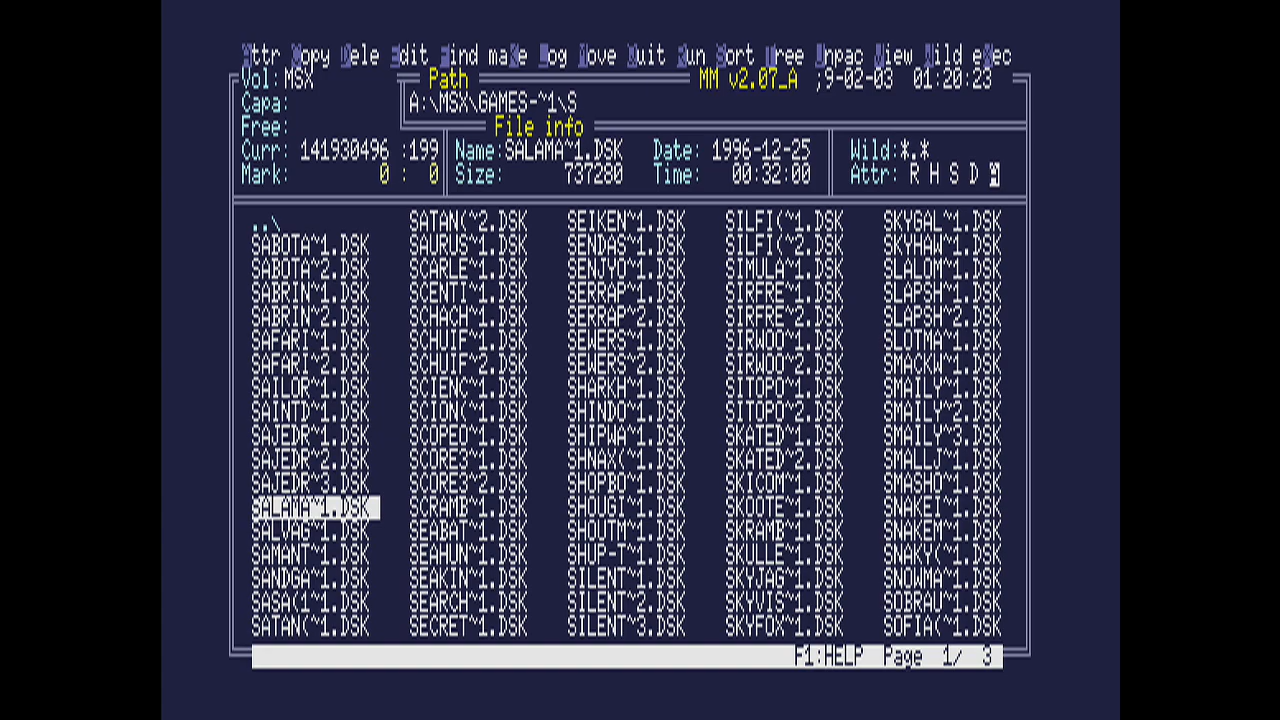 Attr Copy Dele Edit Find maKe Log Move Quit Run Sort Tree Unpac View Wild eXec
Vol:MSX Path MM v2.07_A ;9-02-03 01:20:23
Capa: A:\MSX\GAMES-~1\S
Free: File info
Curr: 141930496 :199 Name:SALAMA~1.DSK Date: 1996-12-25 Wild:*.*
Mark: 0 : 0 Size: 737280 Time: 00:32:00 Attr: R H S D
..\ SATAN(~2.DSK SEIKEN~1.DSK SILFI(~1.DSK SKYGAL~1.DSK
SABOTA~1.DSK SAURUS~1.DSK SENDAS~1.DSK SILFI(~2.DSK SKYHAW~1.DSK
SABOTA~2.DSK SCARLE~1.DSK SENJYO~1.DSK SIMULA~1.DSK SLALOM~1.DSK
SABRIN~1.DSK SCENTI~1.DSK SERRAP~1.DSK SIRFRE~1.DSK SLAPSH~1.DSK
SABRIN~2.DSK SCHACH~1.DSK SERRAP~2.DSK SIRFRE~2.DSK SLAPSH~2.DSK
SAFARI~1.DSK SCHUIF~1.DSK SEWERS~1.DSK SIRWOO~1.DSK SLOTMA~1.DSK
SAFARI~2.DSK SCHUIF~2.DSK SEWERS~2.DSK SIRWOO~2.DSK SMACKW~1.DSK
SAILOR~1.DSK SCIENC~1.DSK SHARKH~1.DSK SITOPO~1.DSK SMAILY~1.DSK
SAINTD~1.DSK SCION(~1.DSK SHINDO~1.DSK SITOPO~2.DSK SMAILY~2.DSK
SAJEDR~1.DSK SCOPEO~1.DSK SHIPWA~1.DSK SKATED~1.DSK SMAILY~3.DSK
SAJEDR~2.DSK SCORE3~1.DSK SHNAX(~1.DSK SKATED~2.DSK SMALLJ~1.DSK
SAJEDR~3.DSK SCORE3~2.DSK SHOPBO~1.DSK SKICOM~1.DSK SMASHO~1.DSK
SALAMA~1.DSK SCRAMB~1.DSK SHOUGI~1.DSK SKOOTE~1.DSK SNAKEI~1.DSK
SALMAG~1.DSK SEABAT~1.DSK SHOUTM~1.DSK SKRAMB~1.DSK SNAKEM~1.DSK
SAMANT~1.DSK SEAHUN~1.DSK SHUP-T~1.DSK SKULLE~1.DSK SNAKY(~1.DSK
SANDGA~1.DSK SEAKIN~1.DSK SILENT~1.DSK SKYJAG~1.DSK SNOWMA~1.DSK
SASA(1~1.DSK SEARCH~1.DSK SILENT~2.DSK SKYVIS~1.DSK SOBRAU~1.DSK
SATAN(~1.DSK SECRET~1.DSK SILENT~3.DSK SKYFOX~1.DSK SOFIA(~1.DSK
F1:HELP Page 1/ 3